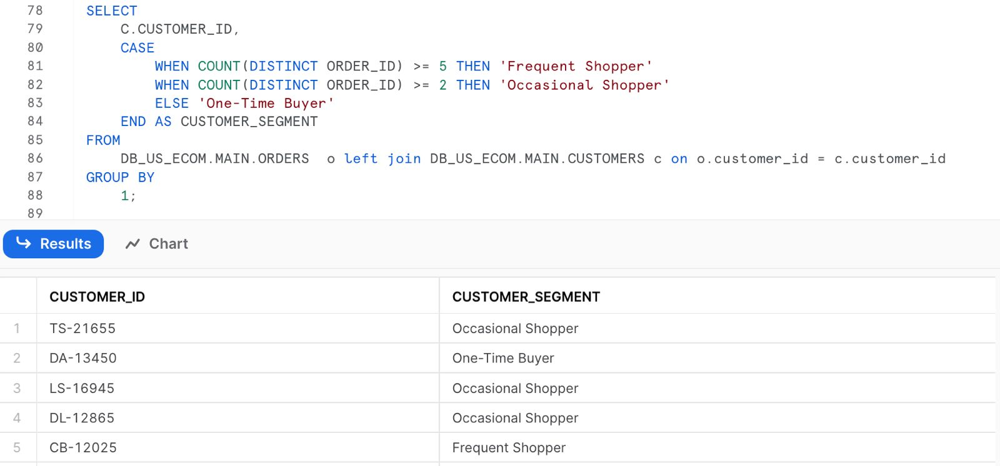 78 SELECT
79 C.CUSTOMER_ID,
80 CASE
81 WHEN COUNT(DISTINCT ORDER_ID) >= 5 THEN 'Frequent Shopper'
82 WHEN COUNT(DISTINCT ORDER_ID) >= 2 THEN 'Occasional Shopper'
83 ELSE 'One-Time Buyer'
84 END AS CUSTOMER_SEGMENT
85 FROM
86 DB_US_ECOM.MAIN.ORDERS  o left join DB_US_ECOM.MAIN.CUSTOMERS c on o.customer_id = c.customer_id
87 GROUP BY
88 1;
89
Results Chart
CUSTOMER_ID CUSTOMER_SEGMENT
1 TS-21655 Occasional Shopper
2 DA-13450 One-Time Buyer
3 LS-16945 Occasional Shopper
4 DL-12865 Occasional Shopper
5 CB-12025 Frequent Shopper